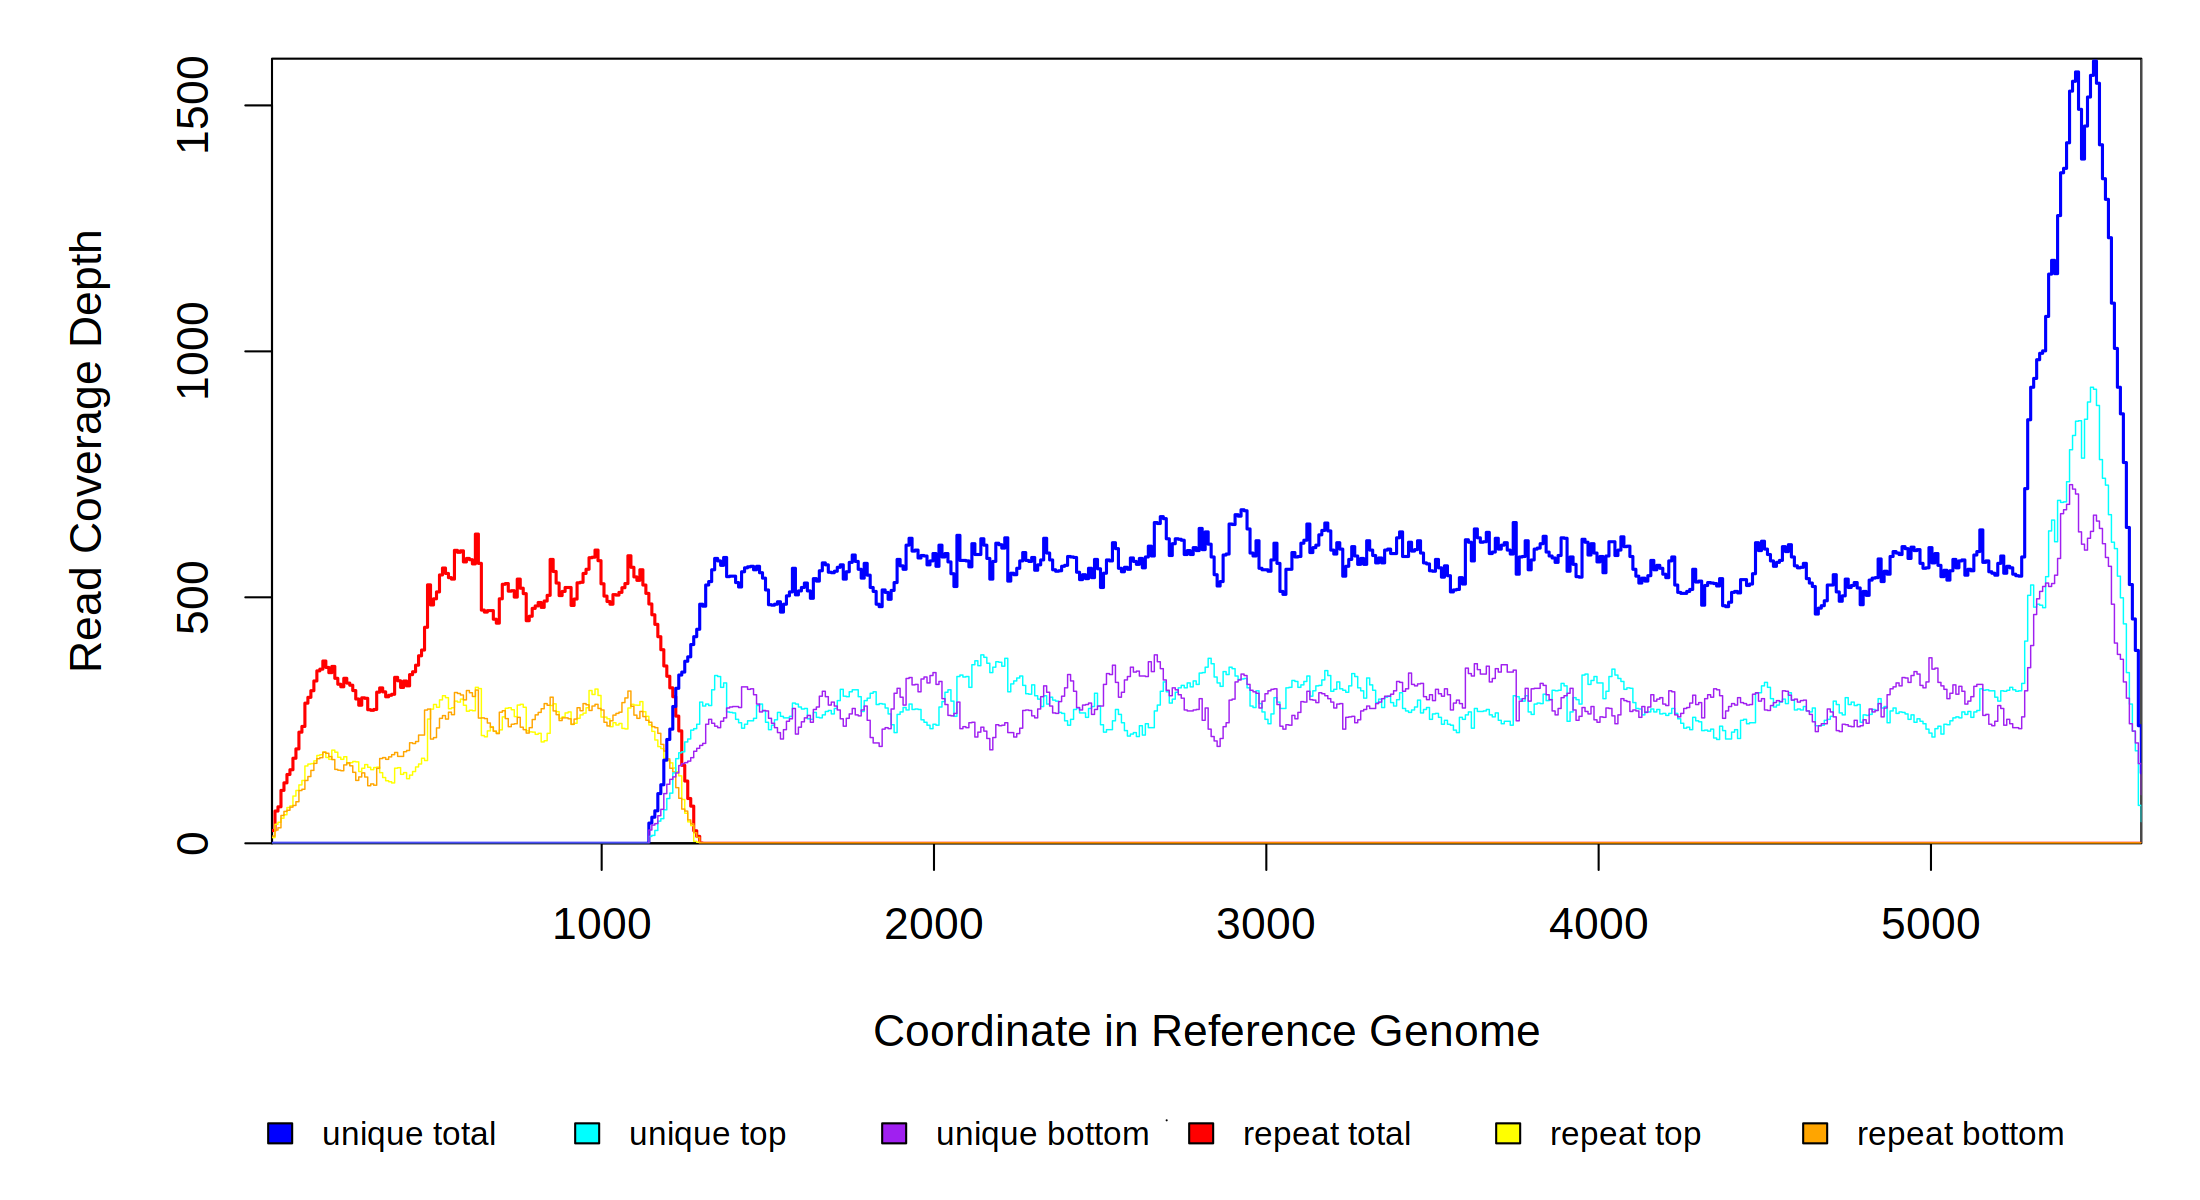 1500
1000
500
0
Read Coverage Depth
1000 2000 3000 4000 5000
Coordinate in Reference Genome
unique total unique top unique bottom repeat total repeat top repeat bottom